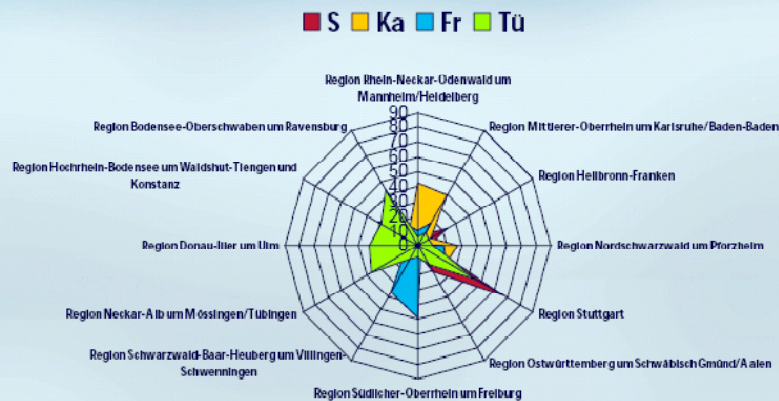 S Ka Fr Tü
Region Rhein-Neckar-Odenwald um
Mannheim/Heidelberg
Region Bodensee-Oberschwaben um Ravensburg
Region Mittlerer-Oberrhein um Karlsruhe/Baden-Baden
Region Hochrhein-Bodensee um Waldshut-Tiengen und
Konstanz
Region Heilbronn-Franken
Region Donau-Iller um Ulm
Region Nordschwarzwald um Pforzheim
Region Neckar-Alb um Mösslingen/Tübingen
Region Stuttgart
Region Schwarzwald-Baar-Heuberg um Villingen-
Schwenningen
Region Ostwürttemberg um Schwäbisch Gmünd/Aalen
Region Südlicher-Oberrhein um Freiburg
90
80
70
60
50
40
30
20
10
0